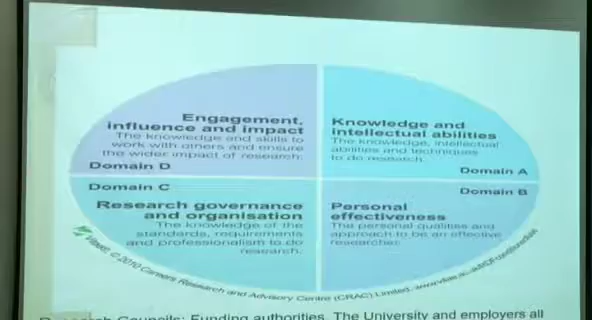 Engagement,
influence and impact
The knowledge and skills to
work with others and ensure
the wider impact of research.
Domain D
Knowledge and
intellectual abilities
The knowledge, intellectual
abilities and techniques
to do research.
Domain A
Domain C
Research governance
and organisation
The knowledge of the
standards, requirements
and professionalism to do
research.
Domain B
Personal
effectiveness
The personal qualities and
approach to be an effective
researcher.
Vitae, © 2010 Careers Research and Advisory Centre (CRAC) Limited,
Research Councils: Funding authorities, The University and employers all